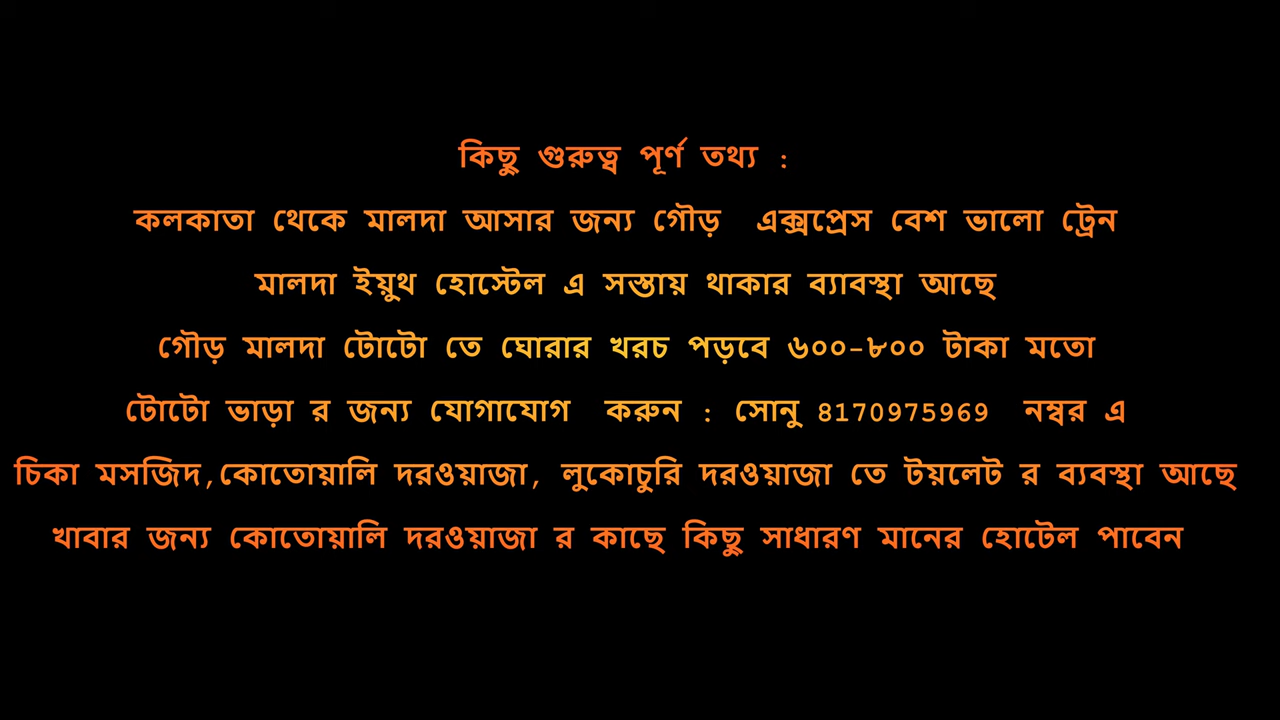 কিছু গুরুত্ব পূর্ণ তথ্য :
কলকাতা থেকে মালদা আসার জন্য গৌড় এক্সপ্রেস বেশ ভালো ট্রেন
মালদা ইয়ুথ হোস্টেল এ সস্তায় থাকার ব্যাবস্থা আছে
গৌড় মালদা টোটো তে ঘোরার খরচ পড়বে ৬০০-৮০০ টাকা মতো
টোটো ভাড়া র জন্য যোগাযোগ করুন : সোনু 8170975969 নম্বর এ
চিকা মসজিদ,কোতোয়ালি দরওয়াজা, লুকোচুরি দরওয়াজা তে টয়লেট র ব্যবস্থা আছে
খাবার জন্য কোতোয়ালি দরওয়াজা র কাছে কিছু সাধারণ মানের হোটেল পাবেন